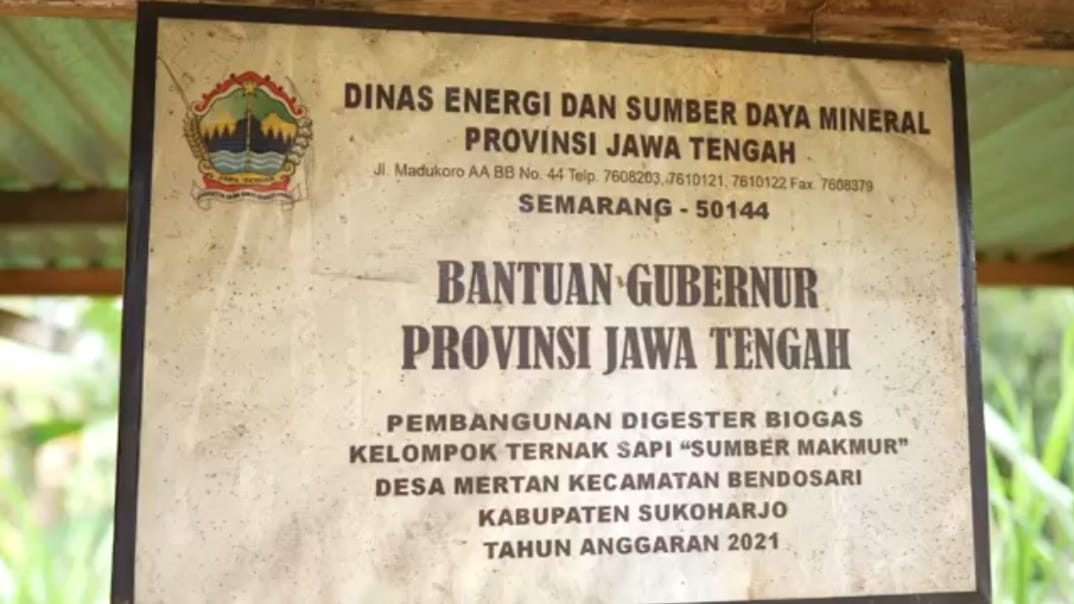 DINAS ENERGI DAN SUMBER DAYA MINERAL
PROVINSI JAWA TENGAH
Jl. Madukoro AA BB No. 44 Telp. 7608203, 7610121, 7610122 Fax. 7608379
SEMARANG - 50144
BANTUAN GUBERNUR
PROVINSI JAWA TENGAH
PEMBANGUNAN DIGESTER BIOGAS
KELOMPOK TERNAK SAPI “SUMBER MAKMUR”
DESA MERTAN KECAMATAN BENDOSARI
KABUPATEN SUKOHARJO
TAHUN ANGGARAN 2021